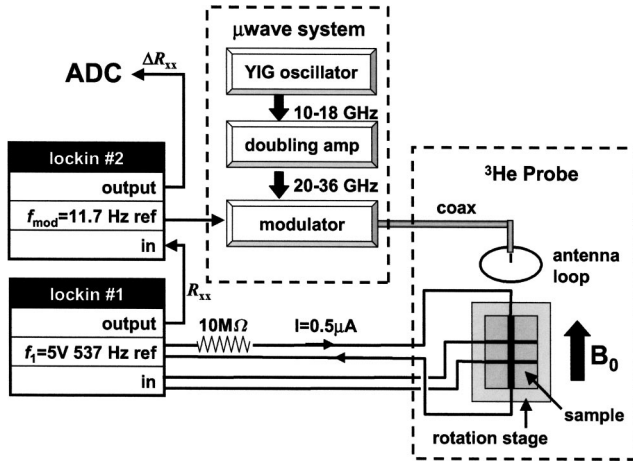 μwave system
YIG oscillator
10-18 GHz
doubling amp
20-36 GHz
modulator
ADC
ΔRxx
lockin #2
output
fmod=11.7 Hz ref
in
Rxx
lockin #1
output
f1=5V 537 Hz ref
in
10MΩ
I=0.5μA
³He Probe
coax
antenna
loop
B0
sample
rotation stage